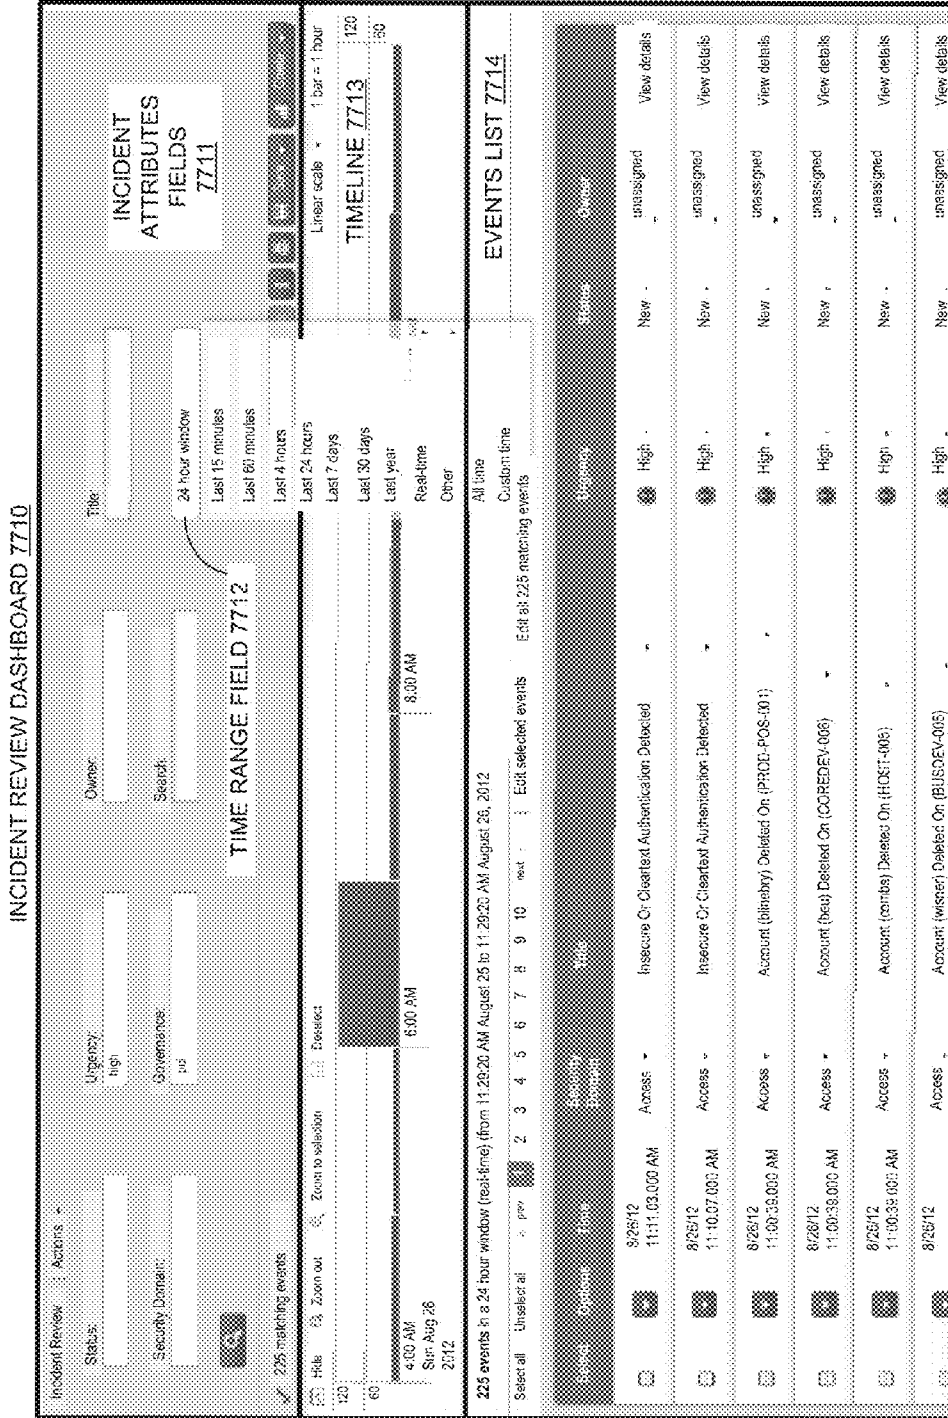 INCIDENT REVIEW DASHBOARD 7710
Incident Review Actions
Status: Urgency: Owner: Title:
high
Security Domain: Governance: Search:
pci
24 hour window
Last 15 minutes
Last 60 minutes
Last 4 hours
Last 24 hours
Last 7 days
Last 30 days
Last year
Real-time
Other
All time
Custom time
TIME RANGE FIELD 7712
INCIDENT
ATTRIBUTES
FIELDS
7711
225 matching events
Hide Zoom out Zoom to selection Deselect Linear scale 1 bar = 1 hour
120 120
60 60
TIMELINE 7713
4:00 AM 6:00 AM 8:00 AM
Sun Aug 26
2012
225 events in a 24 hour window (real-time) (from 11:29:20 AM August 25 to 11:29:20 AM August 26, 2012
EVENTS LIST 7714
Select all Unselect all « prev 2 3 4 5 6 7 8 9 10 next Edit selected events Edit all 225 matching events
Time Title Urgency Status Owner
8/26/12
11:11:03.000 AM Access Insecure Or Cleartext Authentication Detected High New unassigned View details
8/26/12
11:10:07.000 AM Access Insecure Or Cleartext Authentication Detected High New unassigned View details
8/26/12
11:00:39.000 AM Access Account (blinebry) Deleted On (PROD-POS-001) High New unassigned View details
8/26/12
11:00:39.000 AM Access Account (beu) Deleted On (COREDEV-006) High New unassigned View details
8/26/12
11:00:39.000 AM Access Account (combs) Deleted On (HOST-005) High New unassigned View details
8/26/12
Access Account (wisner) Deleted On (BUSDEV-005) High New unassigned View details